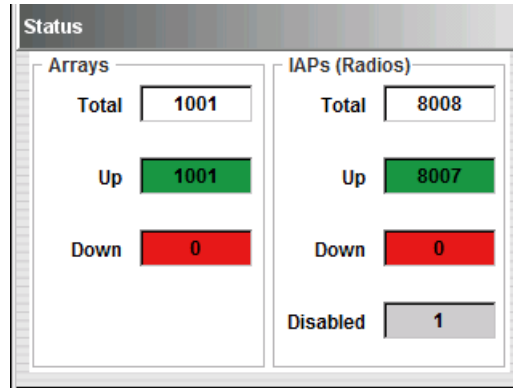 Status
Arrays
Total 1001
Up 1001
Down 0
IAPs (Radios)
Total 8008
Up 8007
Down 0
Disabled 1